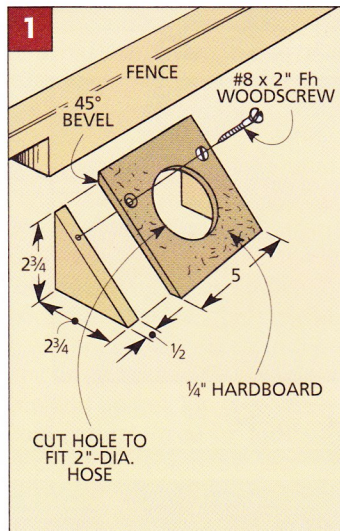 1
FENCE
45°
BEVEL
#8 x 2" Fh
WOODSCREW
2¾
2¾
½
5
¼" HARDBOARD
CUT HOLE TO
FIT 2"-DIA.
HOSE